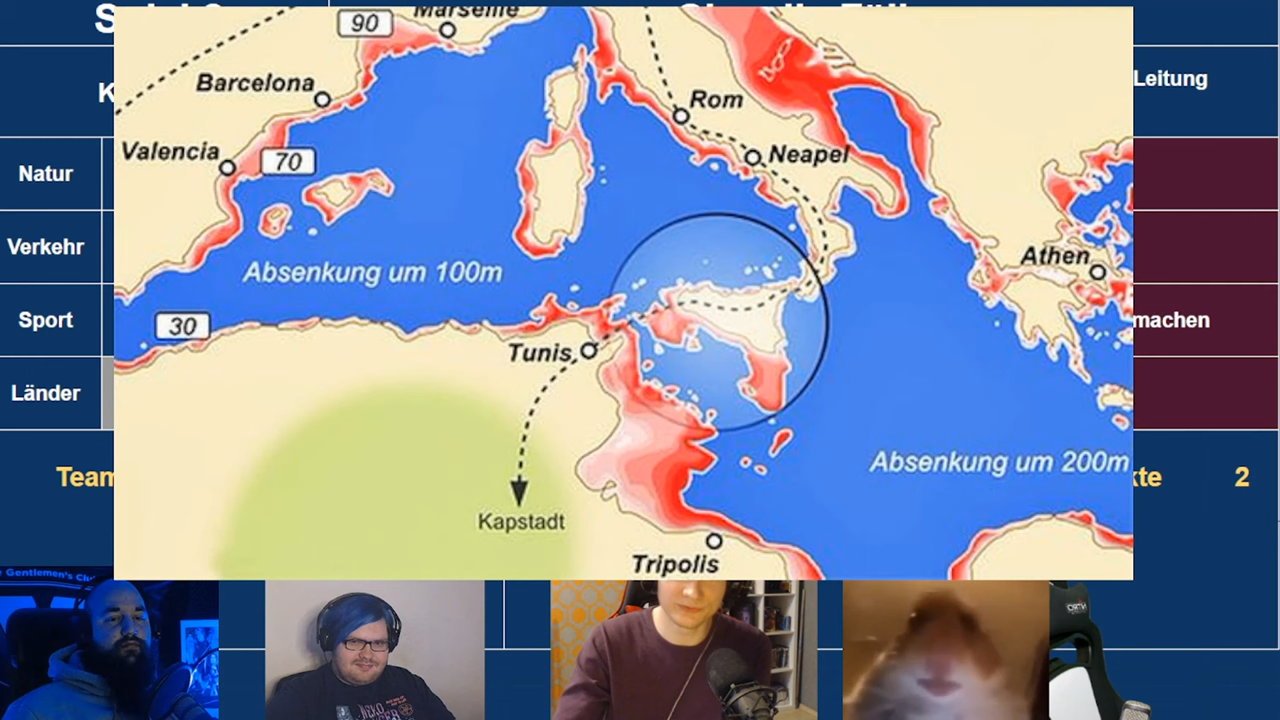 90
Marseille
Barcelona
Rom
Leitung
K
Valencia
70
Neapel
Natur
Verkehr
Athen
Absenkung um 100m
Sport
30
machen
Tunis
Länder
Absenkung um 200m
Team
kte 2
Kapstadt
Tripolis
Gentlemen's